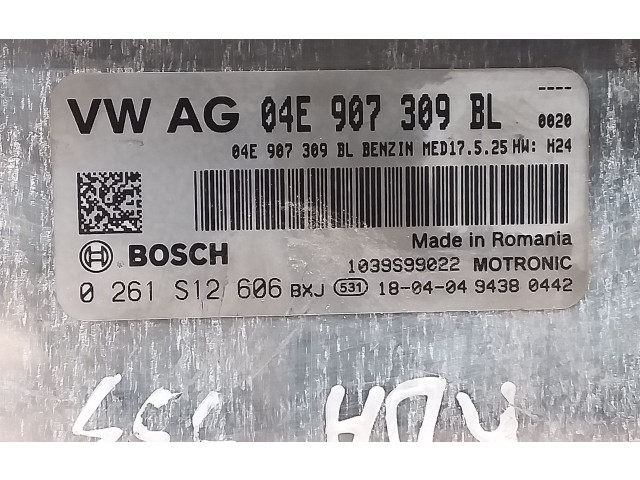 ----
VW AG 04E 907 309 BL 0020
04E 907 309 BL BENZIN MED17.5.25 HW: H24
BOSCH
Made in Romania
1039S99022 MOTRONIC
0 261 S12 606 BXJ 531 18-04-04 9438 0442